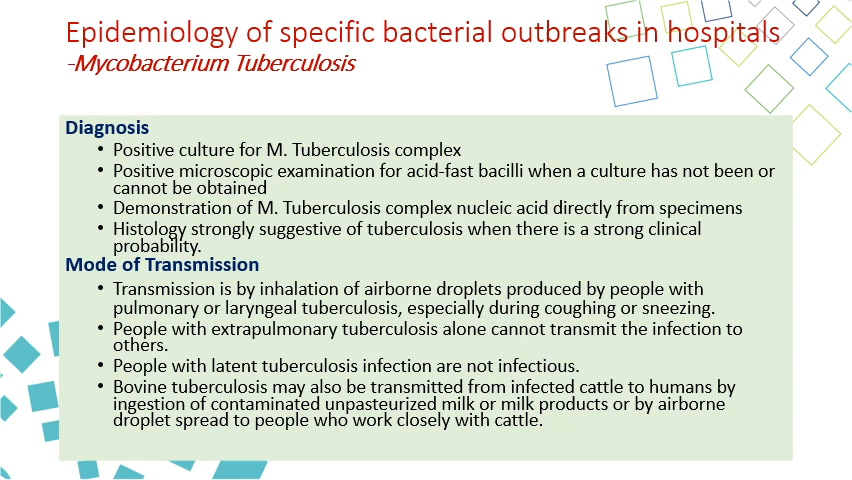 Epidemiology of specific bacterial outbreaks in hospitals
-Mycobacterium Tuberculosis
Diagnosis
• Positive culture for M. Tuberculosis complex
• Positive microscopic examination for acid-fast bacilli when a culture has not been or
cannot be obtained
• Demonstration of M. Tuberculosis complex nucleic acid directly from specimens
• Histology strongly suggestive of tuberculosis when there is a strong clinical
probability.
Mode of Transmission
• Transmission is by inhalation of airborne droplets produced by people with
pulmonary or laryngeal tuberculosis, especially during coughing or sneezing.
• People with extrapulmonary tuberculosis alone cannot transmit the infection to
others.
• People with latent tuberculosis infection are not infectious.
• Bovine tuberculosis may also be transmitted from infected cattle to humans by
ingestion of contaminated unpasteurized milk or milk products or by airborne
droplet spread to people who work closely with cattle.